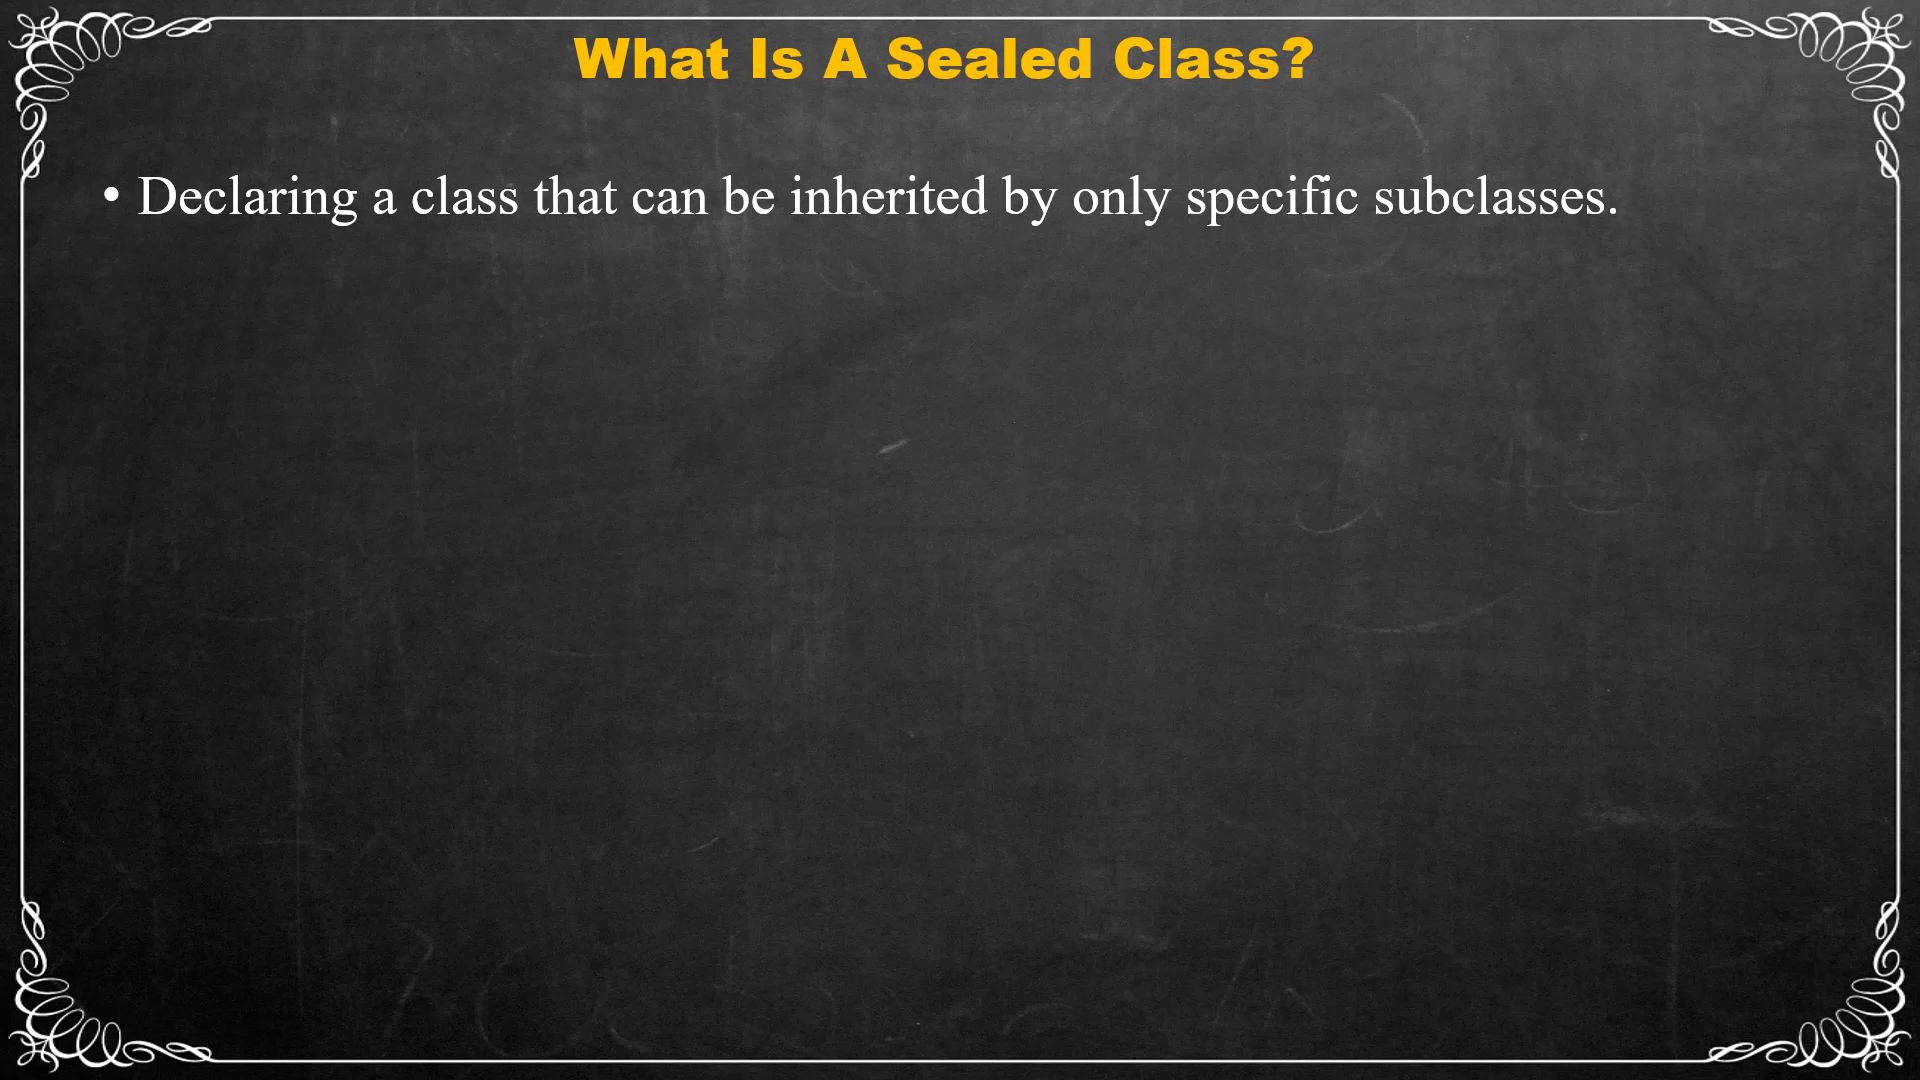 What Is A Sealed Class?
• Declaring a class that can be inherited by only specific subclasses.